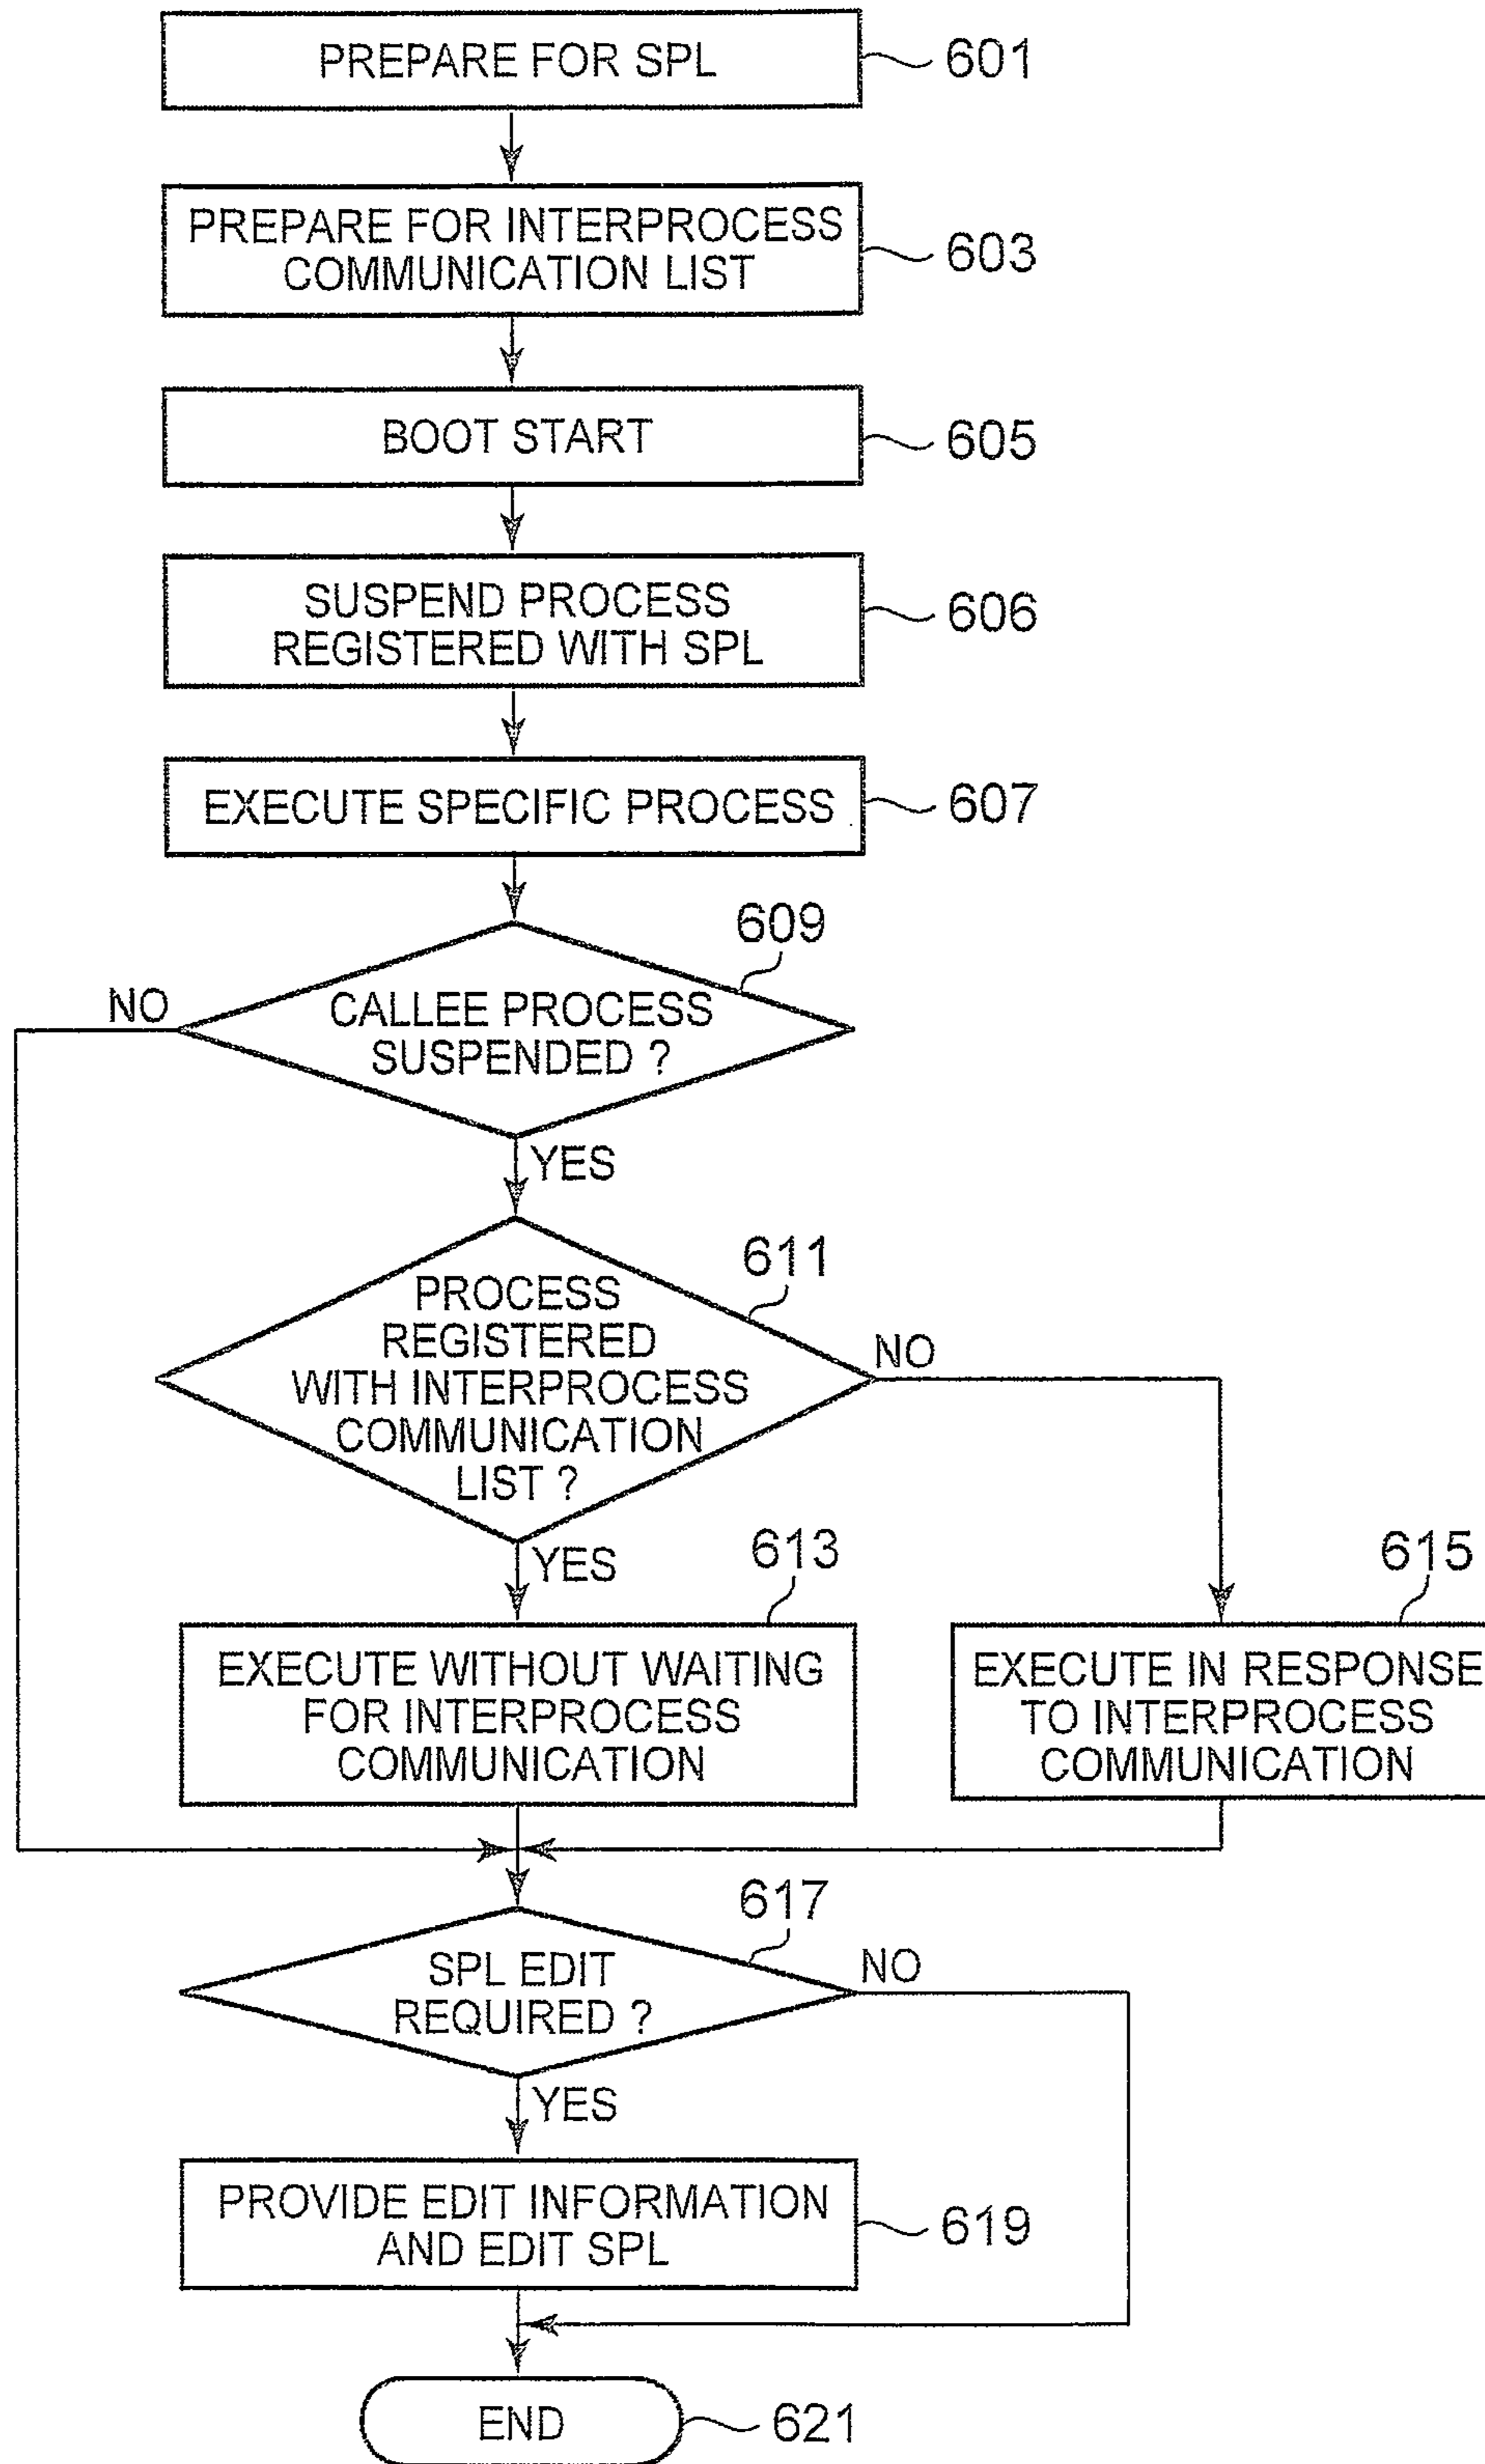 PREPARE FOR SPL
601
PREPARE FOR INTERPROCESS
COMMUNICATION LIST
603
BOOT START
605
SUSPEND PROCESS
REGISTERED WITH SPL
606
EXECUTE SPECIFIC PROCESS
607
609
NO
CALLEE PROCESS
SUSPENDED ?
YES
611
PROCESS
REGISTERED
WITH INTERPROCESS
COMMUNICATION
LIST ?
NO
YES
613
615
EXECUTE WITHOUT WAITING
FOR INTERPROCESS
COMMUNICATION
EXECUTE IN RESPONSE
TO INTERPROCESS
COMMUNICATION
617
SPL EDIT
REQUIRED ?
NO
YES
PROVIDE EDIT INFORMATION
AND EDIT SPL
619
END
621